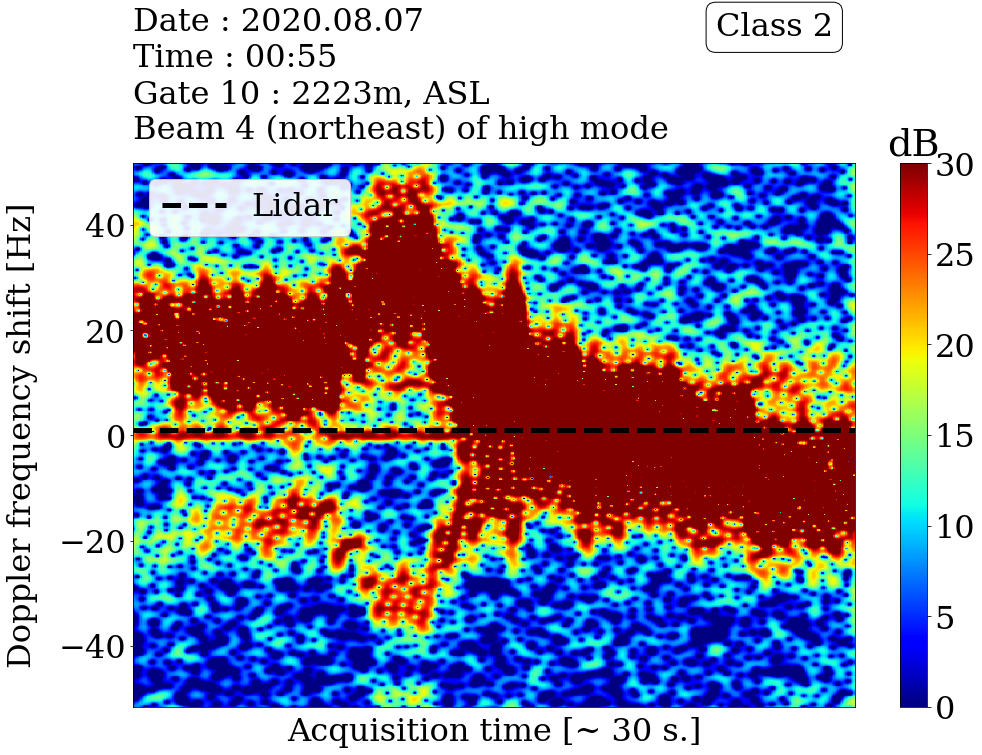 Date : 2020.08.07
Time : 00:55
Gate 10 : 2223m, ASL
Beam 4 (northeast) of high mode
Class 2
dB
Lidar
Doppler frequency shift [Hz]
40
20
0
−20
−40
30
25
20
15
10
5
0
Acquisition time [~ 30 s.]